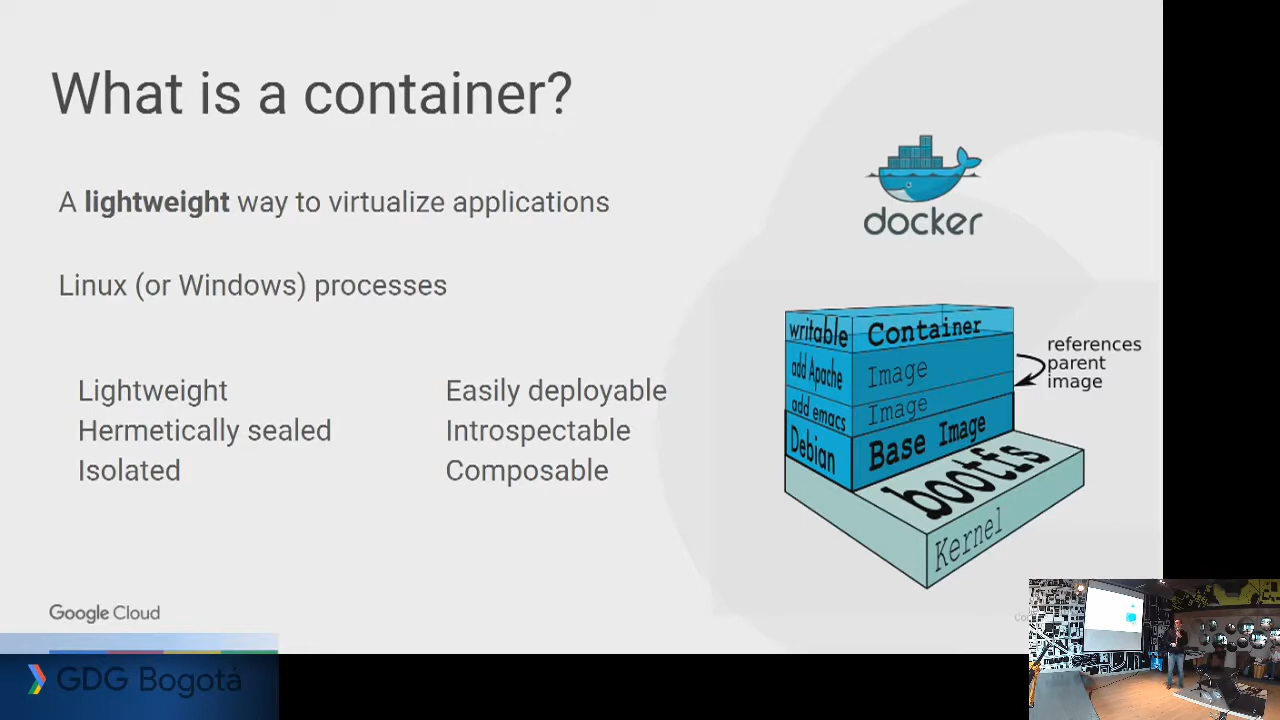 What is a container?
A lightweight way to virtualize applications
Linux (or Windows) processes
Lightweight
Hermetically sealed
Isolated
Easily deployable
Introspectable
Composable
docker
writable Container
add Apache Image
add emacs Image
Debian Base Image
bootfs
Kernel
references
parent
image
Google Cloud
GDG Bogotá